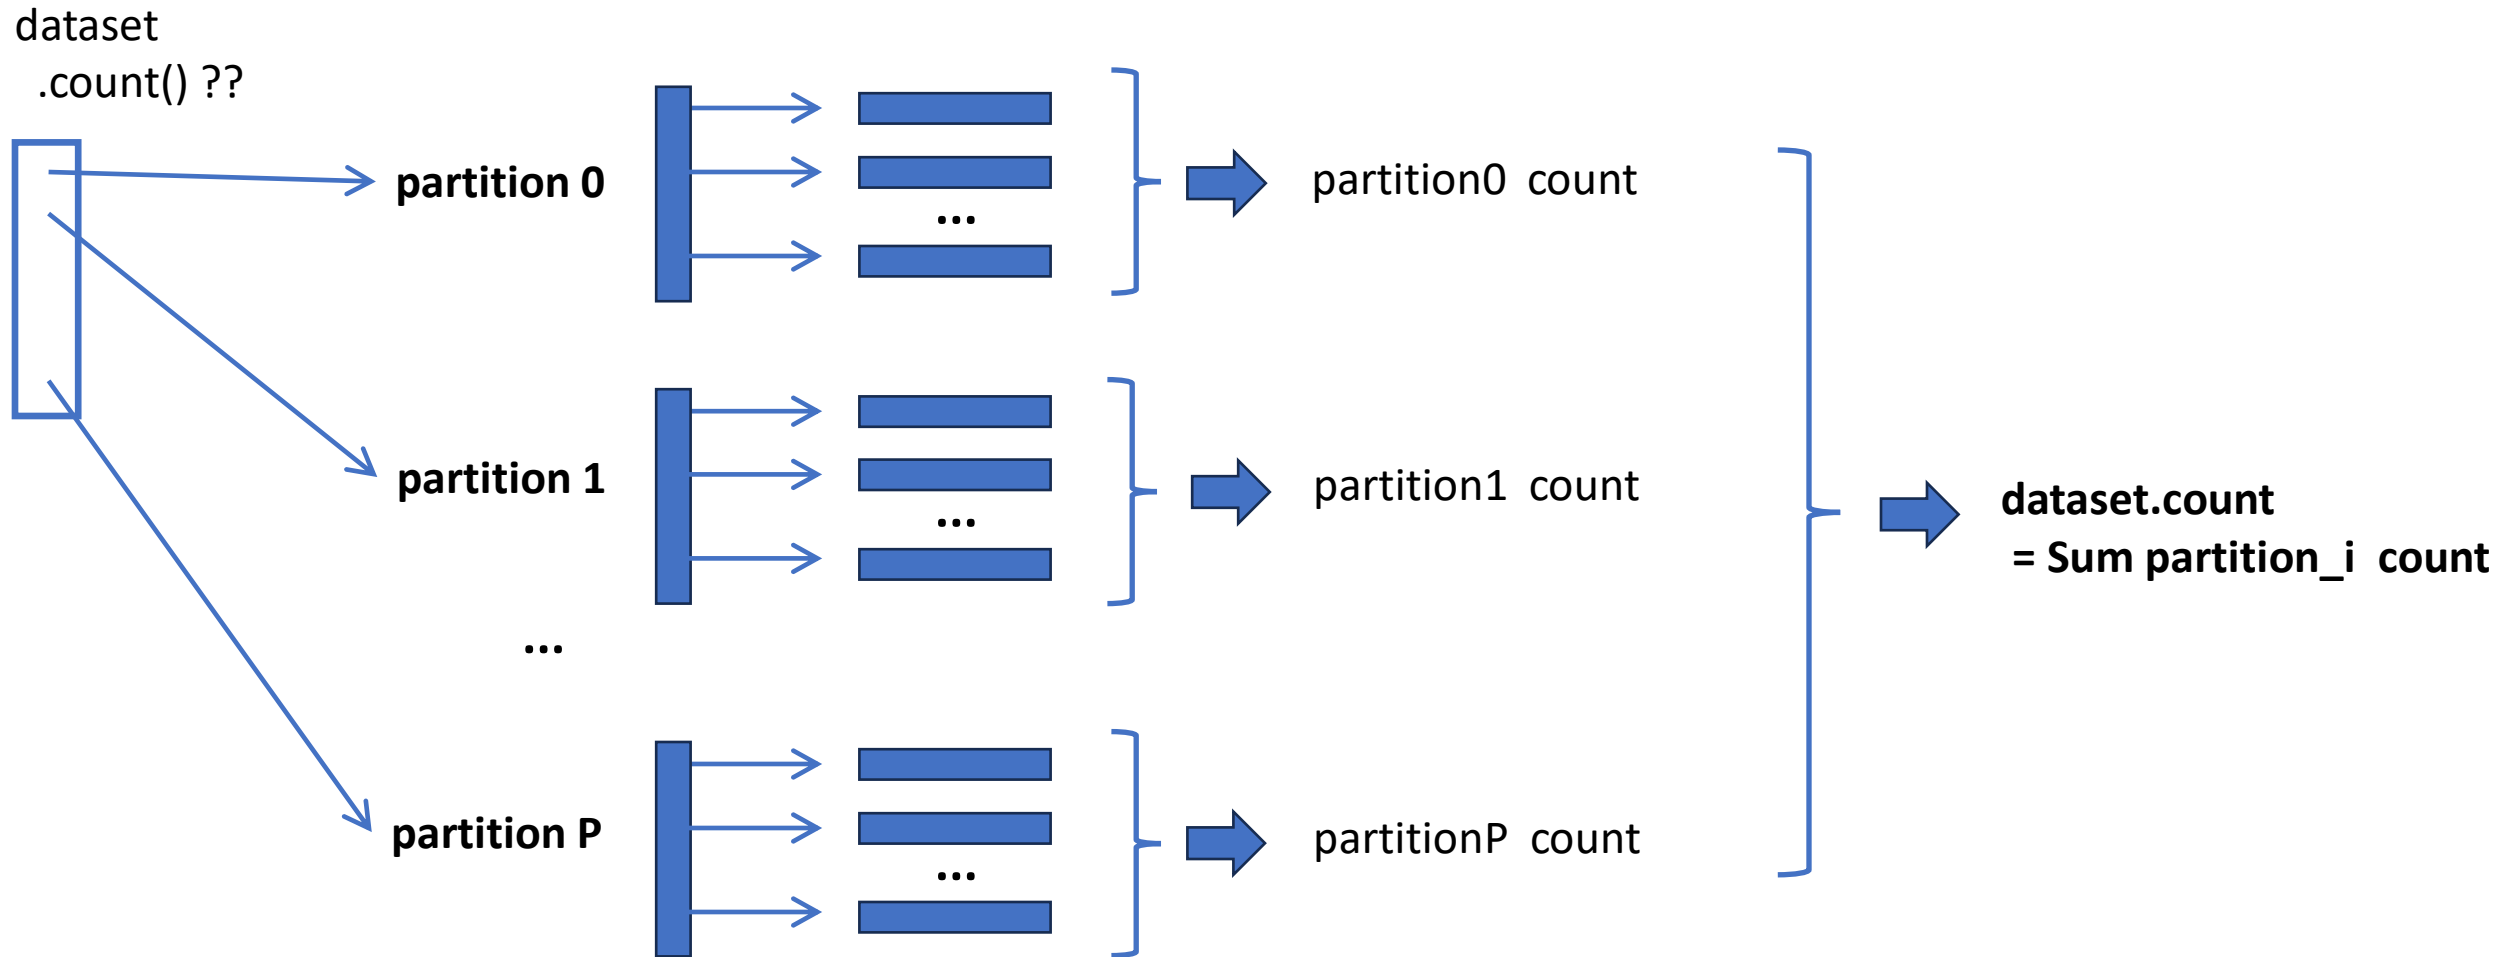 dataset
.count() ??
partition 0
...
partition0 count
partition 1
...
partition1 count
dataset.count
= Sum partition_i count
...
partition P
...
partitionP count